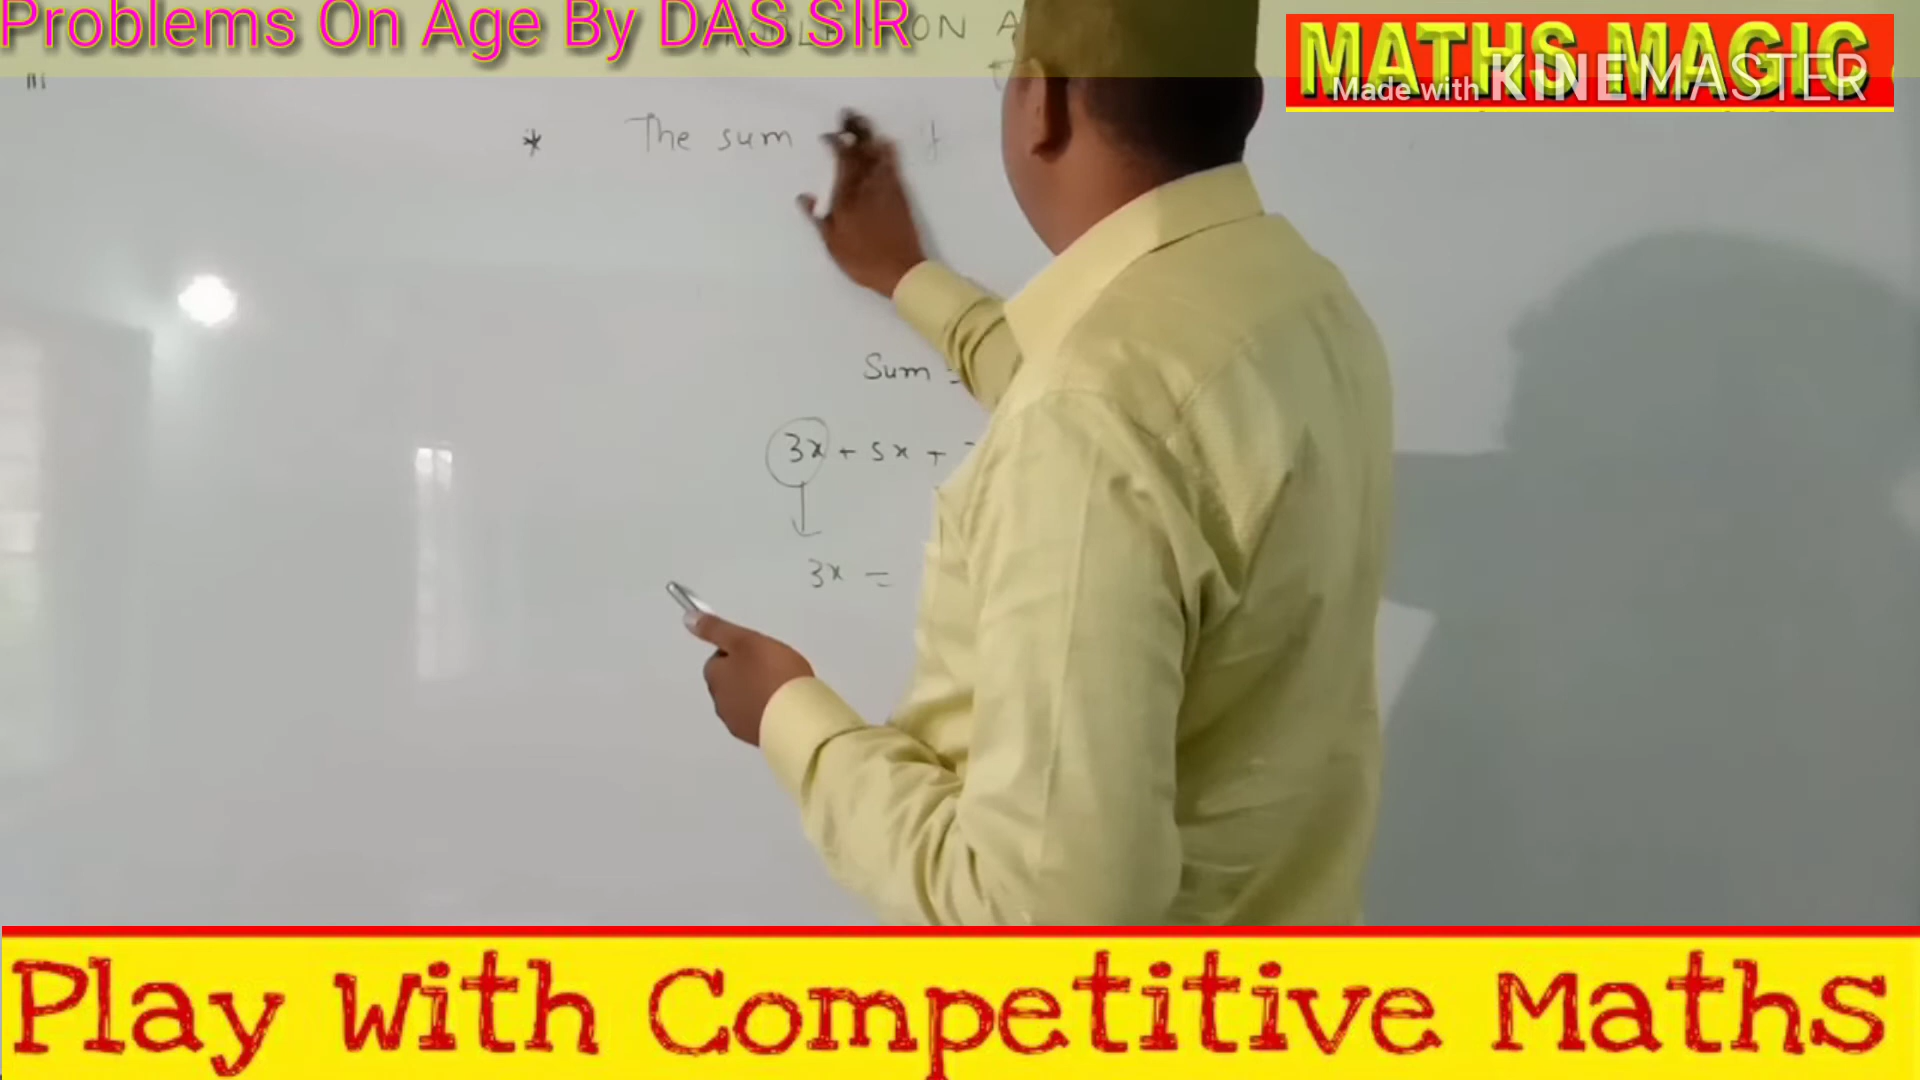 Problems On Age By DAS SIR
ON A
MATHS MAGIC
Made with KINEMASTER
* The sum
Sum =
3x + 5x +
3x =
Play With Competitive Maths